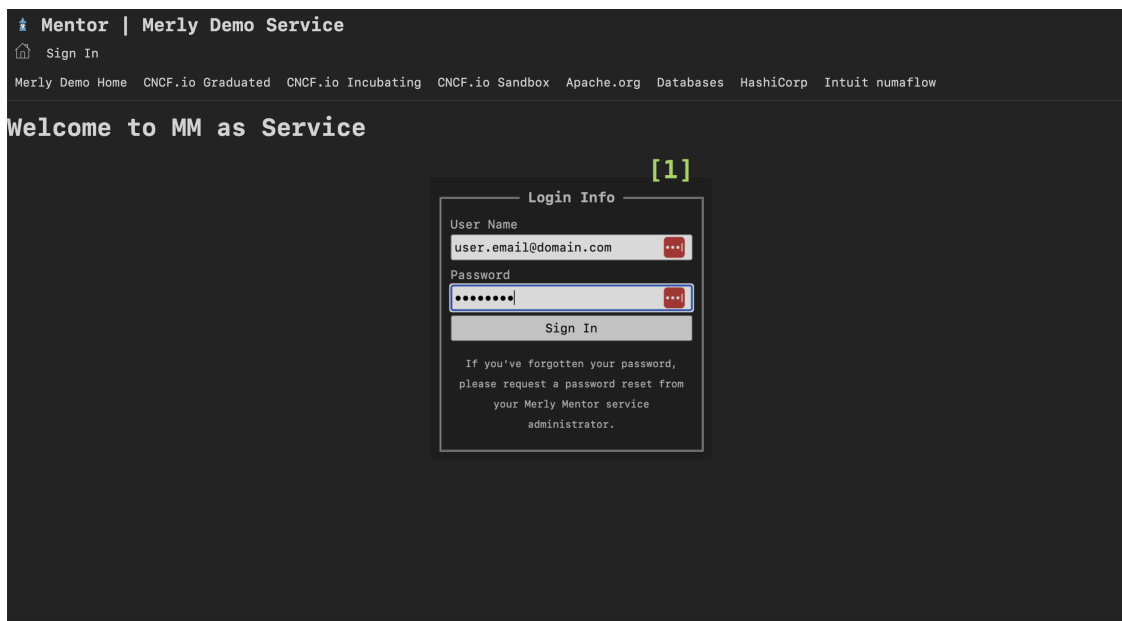 Mentor | Merly Demo Service
Sign In
Merly Demo Home CNCF.io Graduated CNCF.io Incubating CNCF.io Sandbox Apache.org Databases HashiCorp Intuit numaflow
Welcome to MM as Service
[1]
Login Info
User Name
user.email@domain.com
Password
••••••••
Sign In
If you've forgotten your password,
please request a password reset from
your Merly Mentor service
administrator.